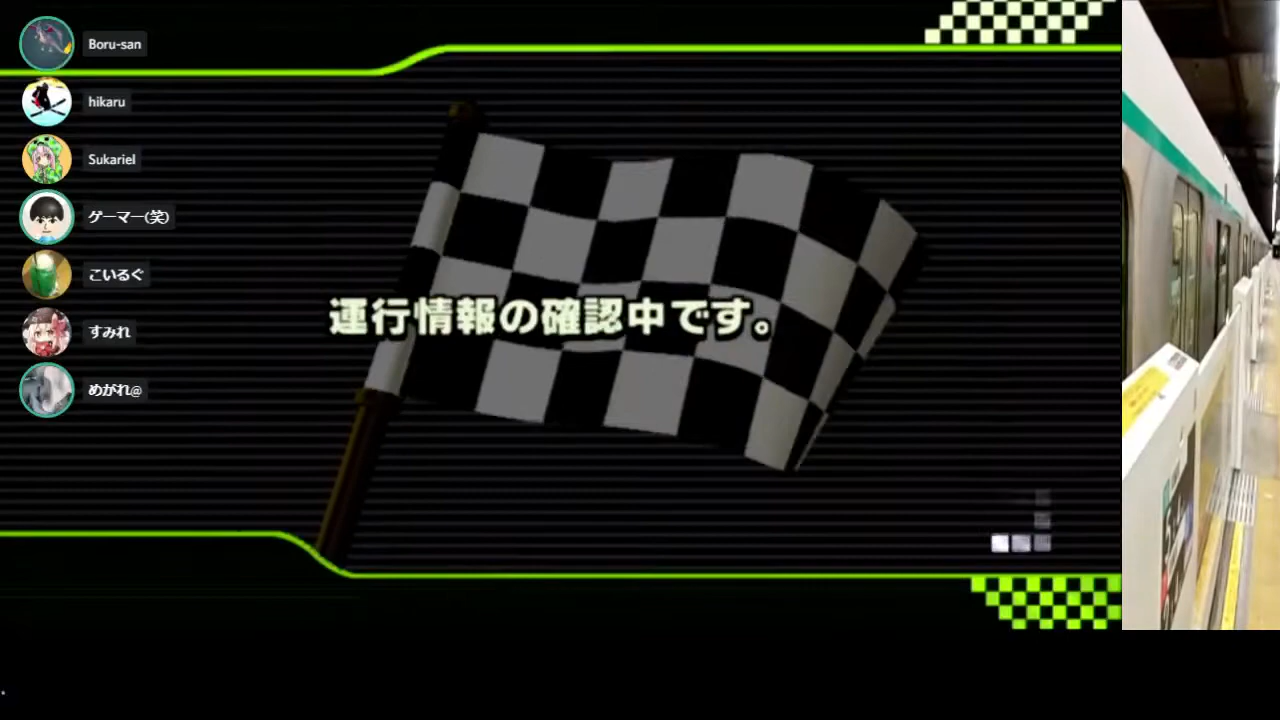 Boru-san
hikaru
Sukariel
ゲーマー(笑)
こいるぐ
すみれ
めがれ@
運行情報の確認中です。
.